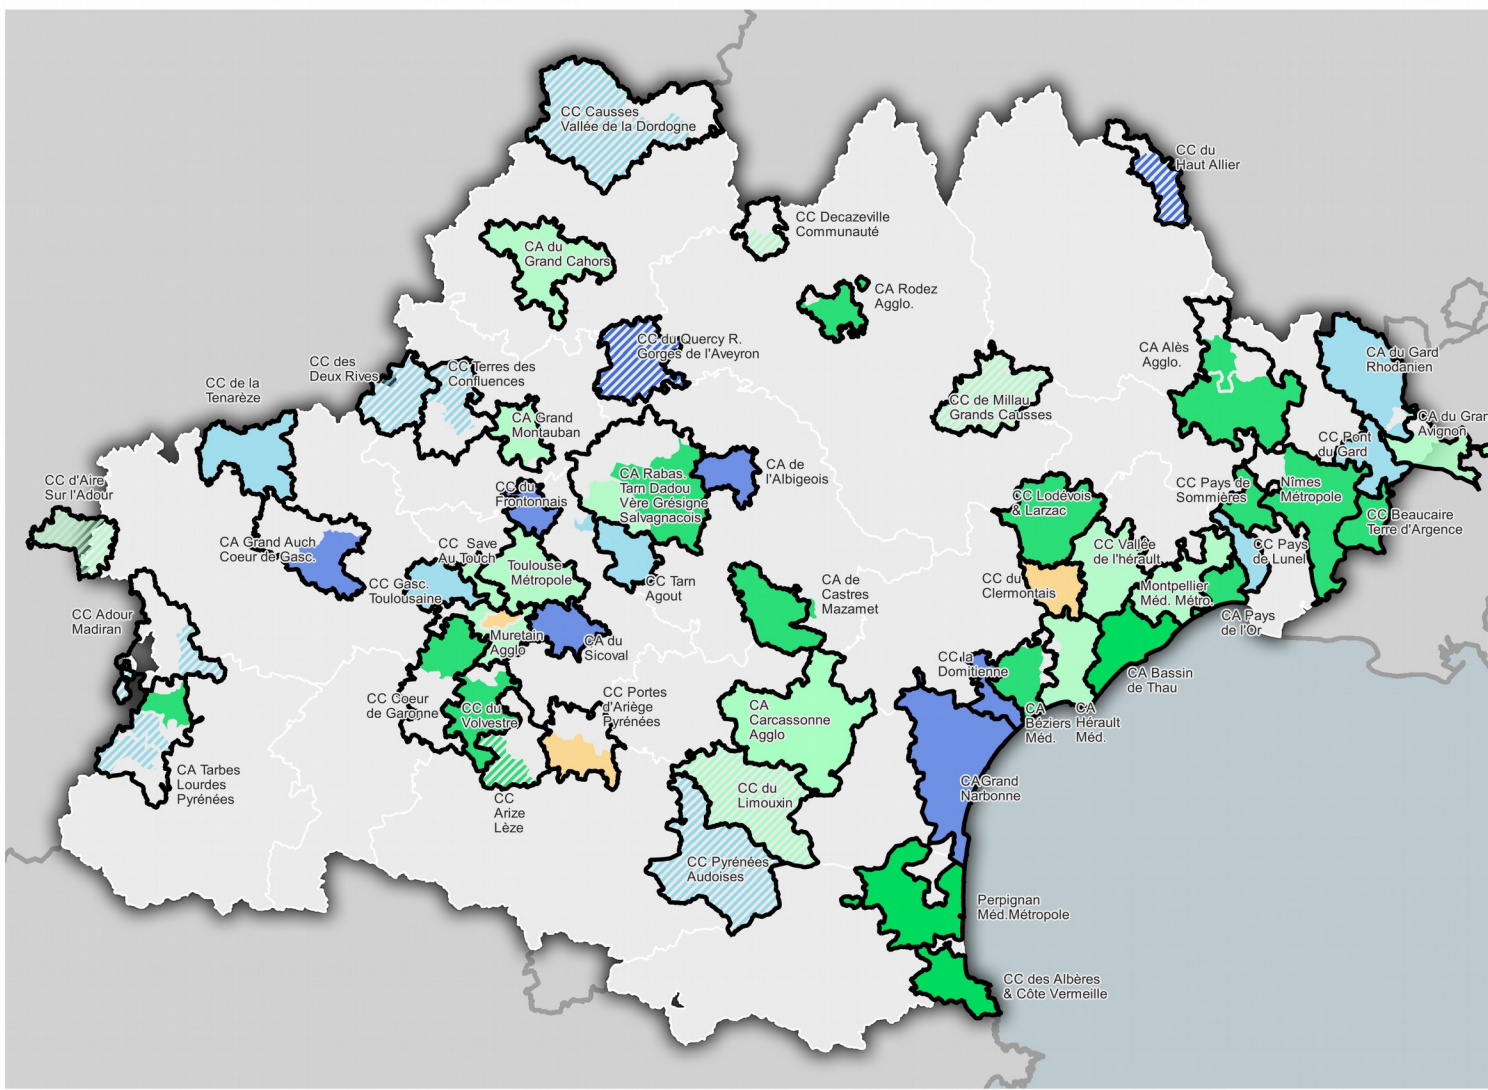 CC Causses
Vallée de la Dordogne
CC du
Haut Allier
CC Decazeville
Communauté
CA du
Grand Cahors
CA Rodez
Agglo.
CC du Quercy R.
Gorges de l'Aveyron
CC des
Deux Rives
CC Terres des
Confluences
CC de la
Tenarèze
CA Grand
Montauban
CC de Millau
Grands Causses
CA Alès
Agglo.
CA du Gard
Rhodanien
CA du Gran
Avignon
CC Pont
du Gard
CC d'Aire
Sur l'Adour
CC du
Frontonnais
CA Rabas.
Tarn Dadou
Vère Grésigne
Salvagnacois
CA de
l'Albigeois
CC Lodévois
& Larzac
CC Pays de
Sommières
Nîmes
Métropole
CC Beaucaire
Terre d'Argence
CA Grand Auch
Coeur de Gasc.
CC Save
Au Touch
Toulouse
Métropole
CC Gasc.
Toulousaine
CC Tarn
Agout
CA de
Castres
Mazamet
CC Vallée
de l'hérault
CC Pays
de Lunel
CC du
Clermontais
Montpellier
Méd. Métro.
CA Pays
de l'Or
CC Adour
Madiran
Muretain
Agglo
CA du
Sicoval
CC la
Domitienne
CA Bassin
de Thau
CC Coeur
de Garonne
CC du
Volvestre
CC Portes
d'Ariège
Pyrénées
CA
Carcassonne
Agglo
CA
Béziers
Méd.
CA
Hérault
Méd.
CA Tarbes
Lourdes
Pyrénées
CC
Arize
Lèze
CC du
Limouxin
CAGrand
Narbonne
CC Pyrénées
Audoises
Perpignan
Méd.Métropole
CC des Albères
& Côte Vermeille